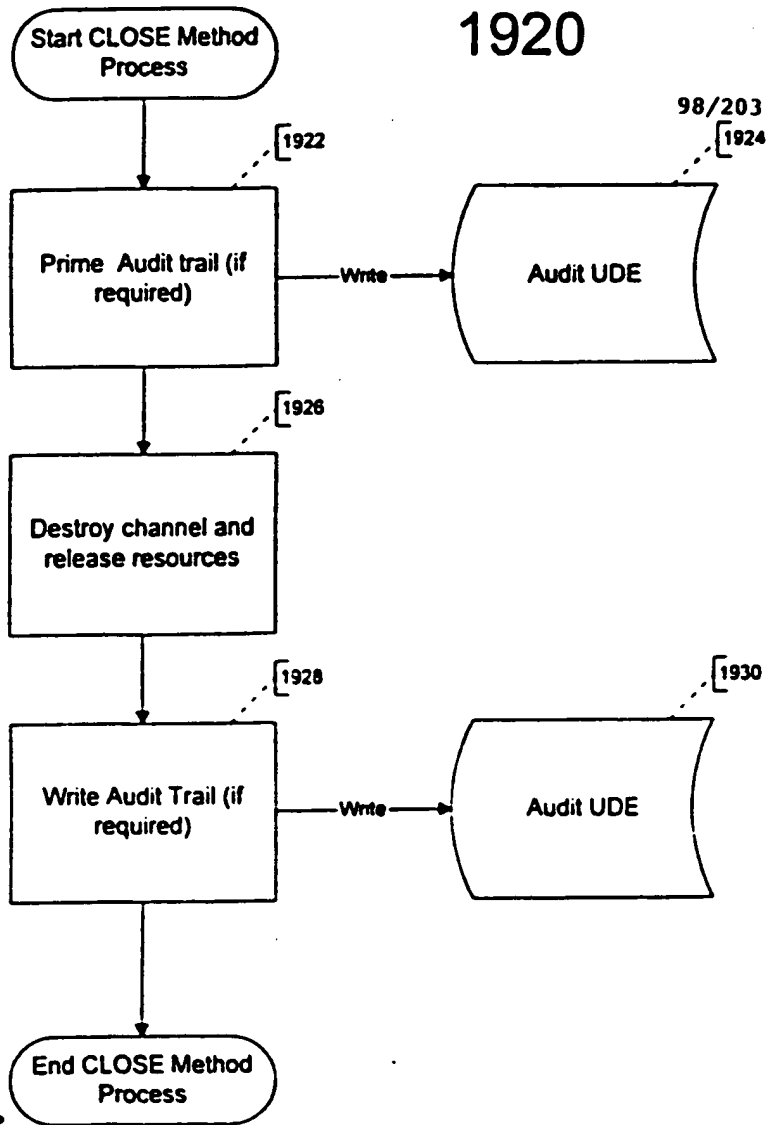 Start CLOSE Method
Process
1920
98/203
1922
1924
Prime Audit trail (if
required)
Write
Audit UDE
1926
Destroy channel and
release resources
1928
1930
Write Audit Trail (if
required)
Write
Audit UDE
End CLOSE Method
Process